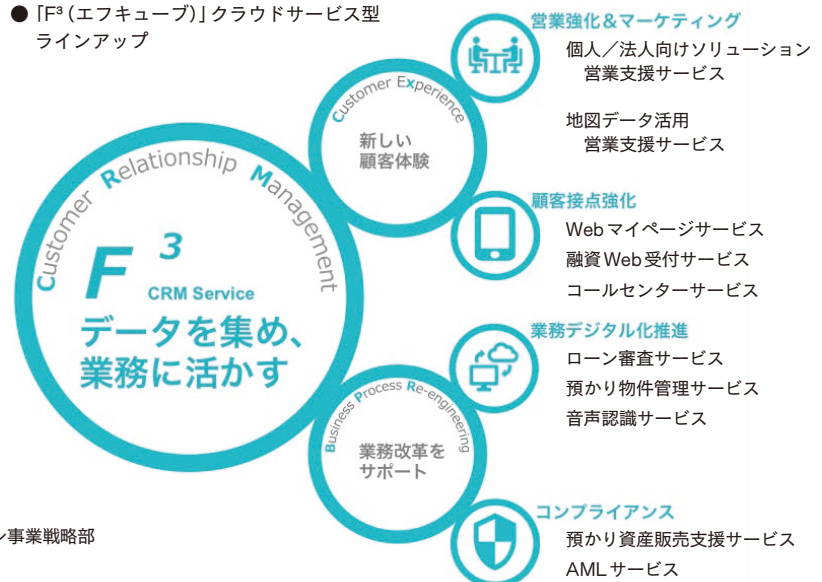 ● 「F³（エフキューブ）」クラウドサービス型
ラインアップ
Customer Relationship Management
F³
CRM Service
データを集め、
業務に活かす
Customer Experience
新しい
顧客体験
営業強化＆マーケティング
個人／法人向けソリューション
営業支援サービス
地図データ活用
営業支援サービス
顧客接点強化
Webマイページサービス
融資Web受付サービス
コールセンターサービス
Business Process Re-engineering
業務改革を
サポート
業務デジタル化推進
ローン審査サービス
預かり物件管理サービス
音声認識サービス
コンプライアンス
預かり資産販売支援サービス
AMLサービス
ン事業戦略部